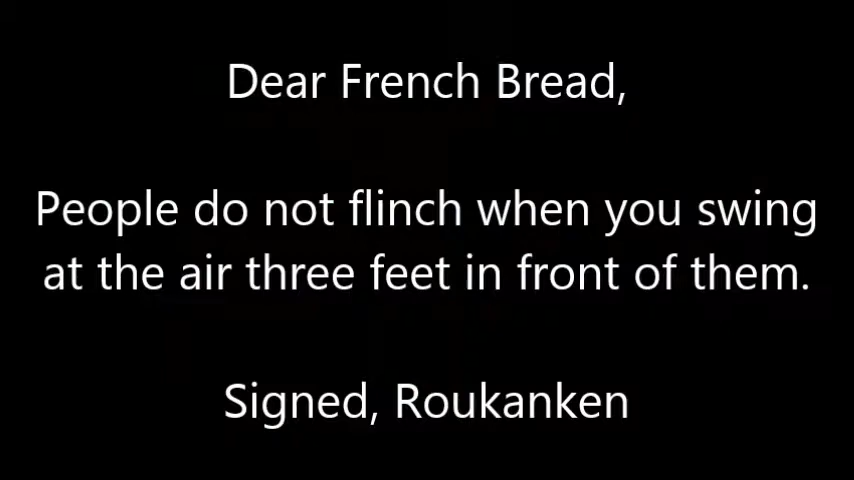 Dear French Bread,
People do not flinch when you swing
at the air three feet in front of them.
Signed, Roukanken